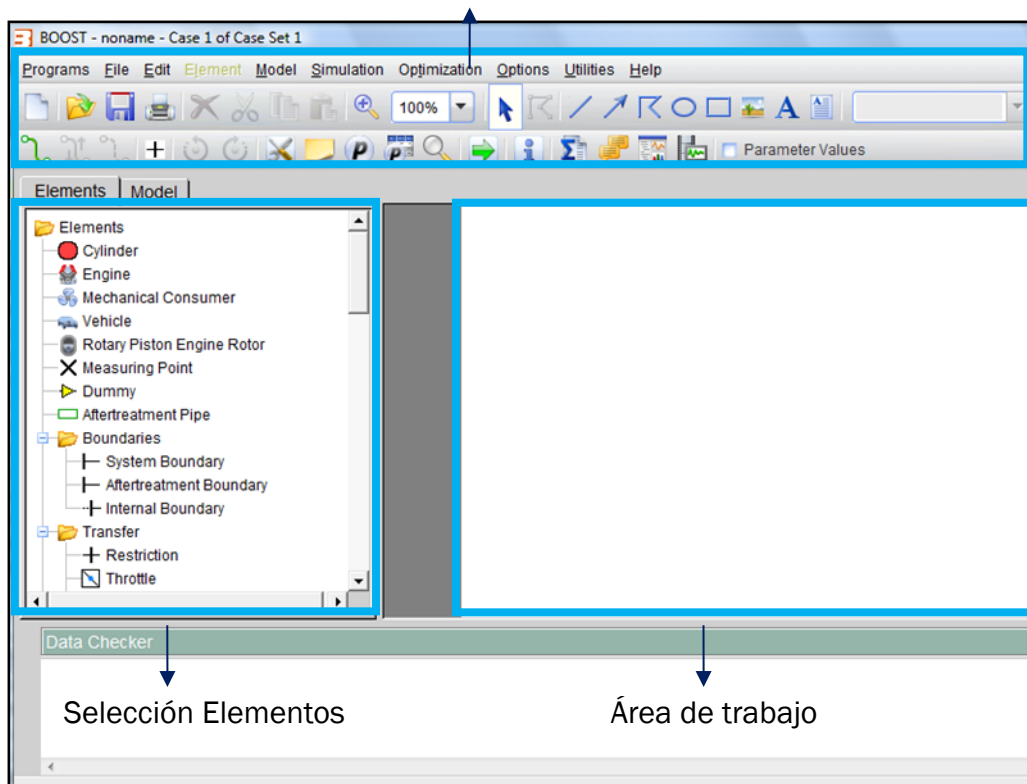 BOOST - noname - Case 1 of Case Set 1
Programs File Edit Element Model Simulation Optimization Options Utilities Help
100% A
P P i Σ Parameter Values
Elements Model
Elements
Cylinder
Engine
Mechanical Consumer
Vehicle
Rotary Piston Engine Rotor
Measuring Point
Dummy
Aftertreatment Pipe
Boundaries
System Boundary
Aftertreatment Boundary
Internal Boundary
Transfer
Restriction
Throttle
Data Checker
Selección Elementos Área de trabajo